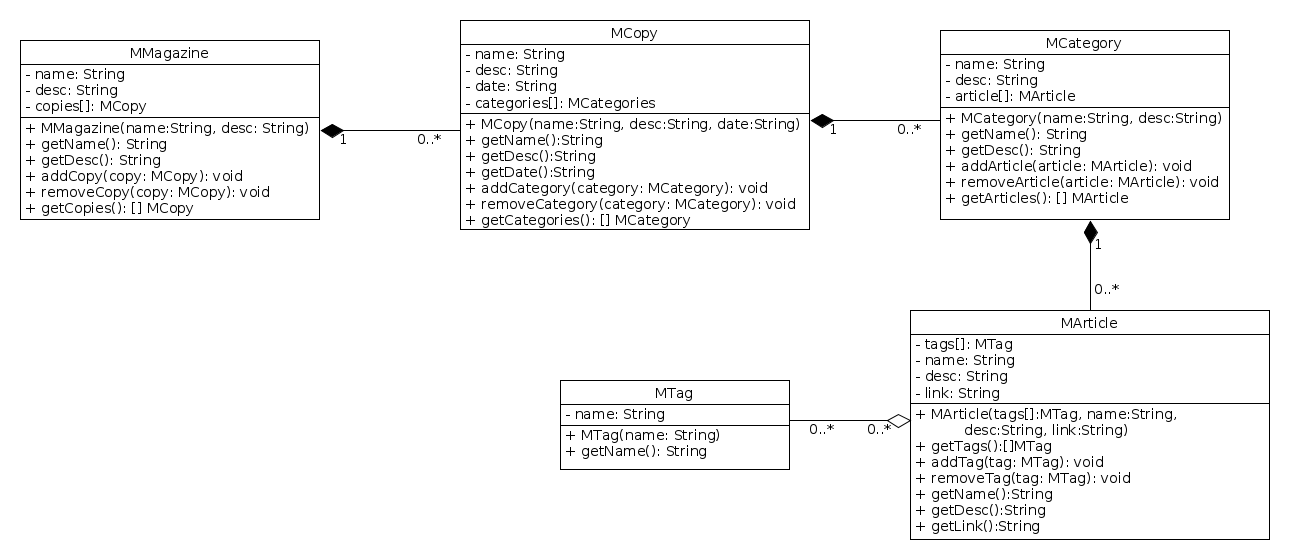 MMagazine
- name: String
- desc: String
- copies[]: MCopy
+ MMagazine(name:String, desc: String)
+ getName(): String
+ getDesc(): String
+ addCopy(copy: MCopy): void
+ removeCopy(copy: MCopy): void
+ getCopies(): [] MCopy
1
0..*
MCopy
- name: String
- desc: String
- date: String
- categories[]: MCategories
+ MCopy(name:String, desc:String, date:String)
+ getName():String
+ getDesc():String
+ getDate():String
+ addCategory(category: MCategory): void
+ removeCategory(category: MCategory): void
+ getCategories(): [] MCategory
1
0..*
MCategory
- name: String
- desc: String
- article[]: MArticle
+ MCategory(name:String, desc:String)
+ getName(): String
+ getDesc(): String
+ addArticle(article: MArticle): void
+ removeArticle(article: MArticle): void
+ getArticles(): [] MArticle
1
0..*
MArticle
- tags[]: MTag
- name: String
- desc: String
- link: String
+ MArticle(tags[]:MTag, name:String,
desc:String, link:String)
+ getTags():[]MTag
+ addTag(tag: MTag): void
+ removeTag(tag: MTag): void
+ getName():String
+ getDesc():String
+ getLink():String
MTag
- name: String
+ MTag(name: String)
+ getName(): String
0..*
0..*